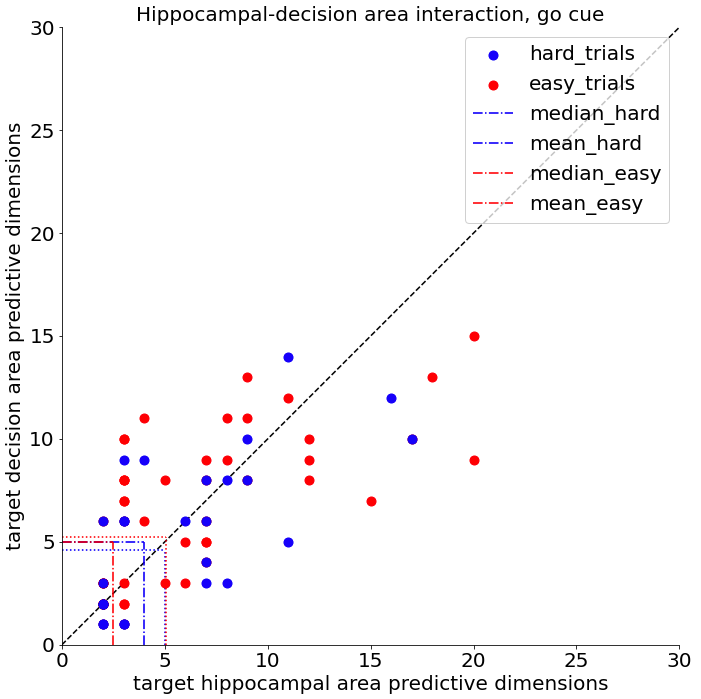 Hippocampal-decision area interaction, go cue
30
25
20
15
10
5
0
target decision area predictive dimensions
hard_trials
easy_trials
median_hard
mean_hard
median_easy
mean_easy
0 5 10 15 20 25 30
target hippocampal area predictive dimensions